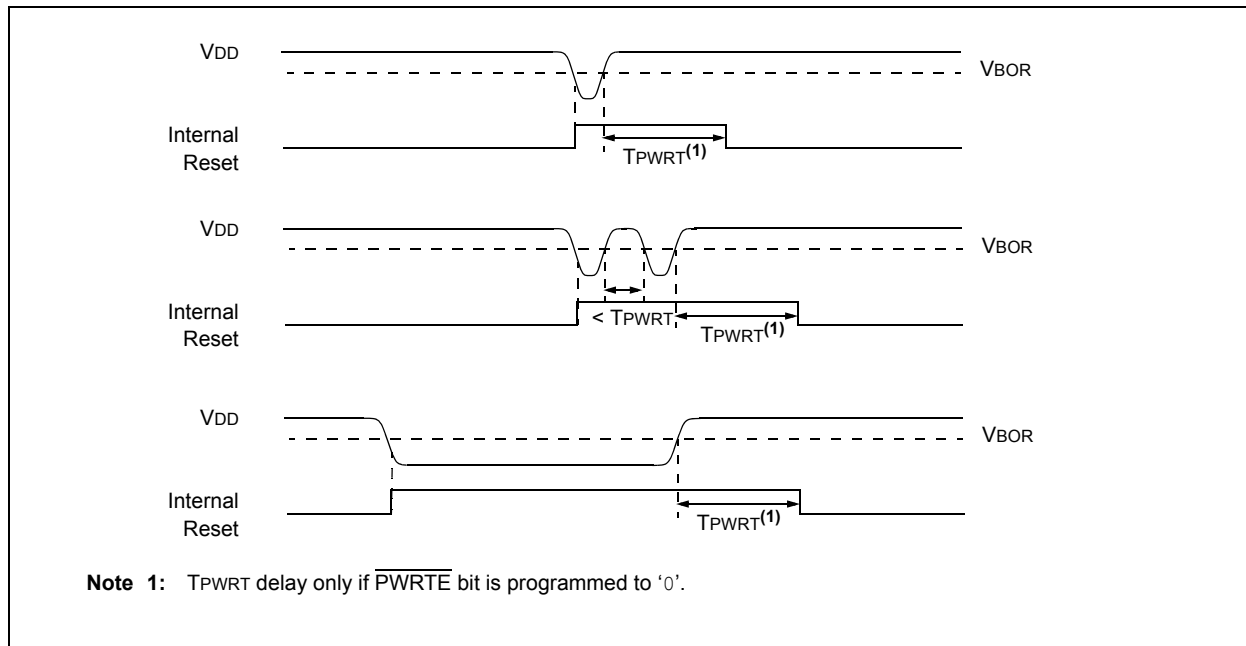 VDD
VBOR
Internal
Reset
TPWRT(1)
VDD
VBOR
Internal
Reset
< TPWRT
TPWRT(1)
VDD
VBOR
Internal
Reset
TPWRT(1)
Note 1: TPWRT delay only if PWRTE bit is programmed to ‘0’.